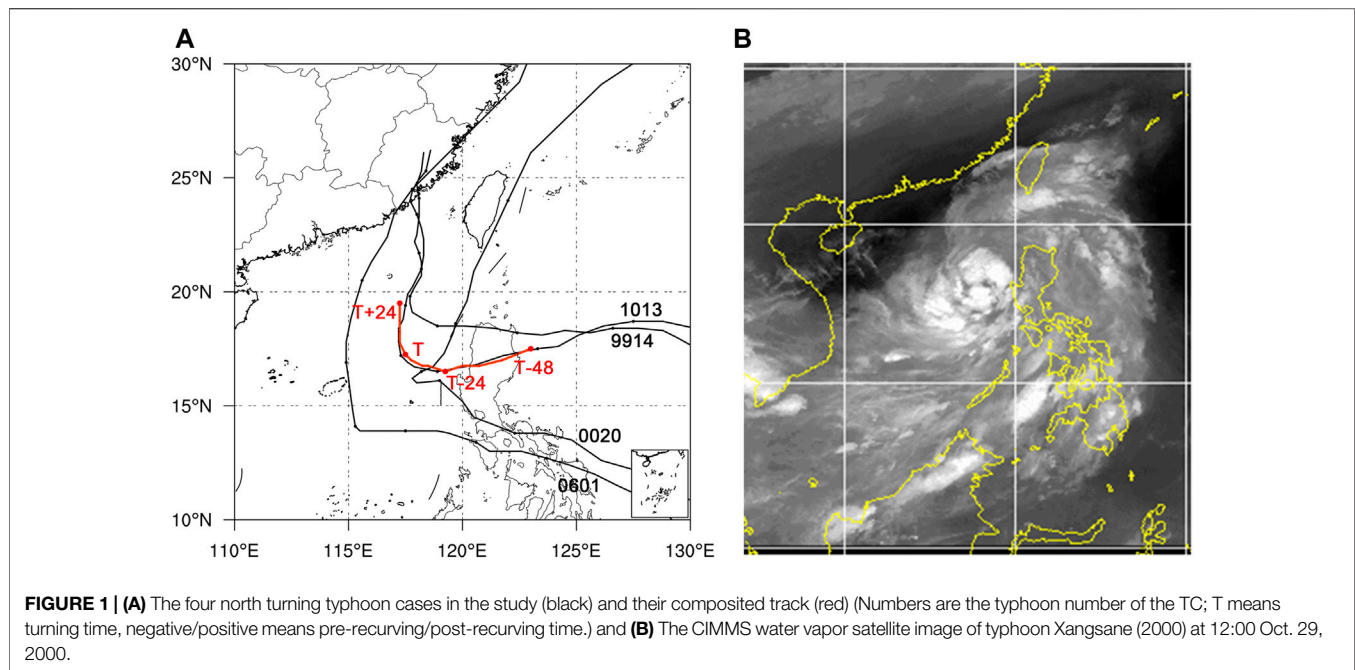 A
B
30°N
25°N
20°N
15°N
10°N
110°E 115°E 120°E 125°E 130°E
T+24
T
T-24
T-48
1013
9914
0020
0601
FIGURE 1 | (A) The four north turning typhoon cases in the study (black) and their composited track (red) (Numbers are the typhoon number of the TC; T means
turning time, negative/positive means pre-recurving/post-recurving time.) and (B) The CIMMS water vapor satellite image of typhoon Xangsane (2000) at 12:00 Oct. 29,
2000.